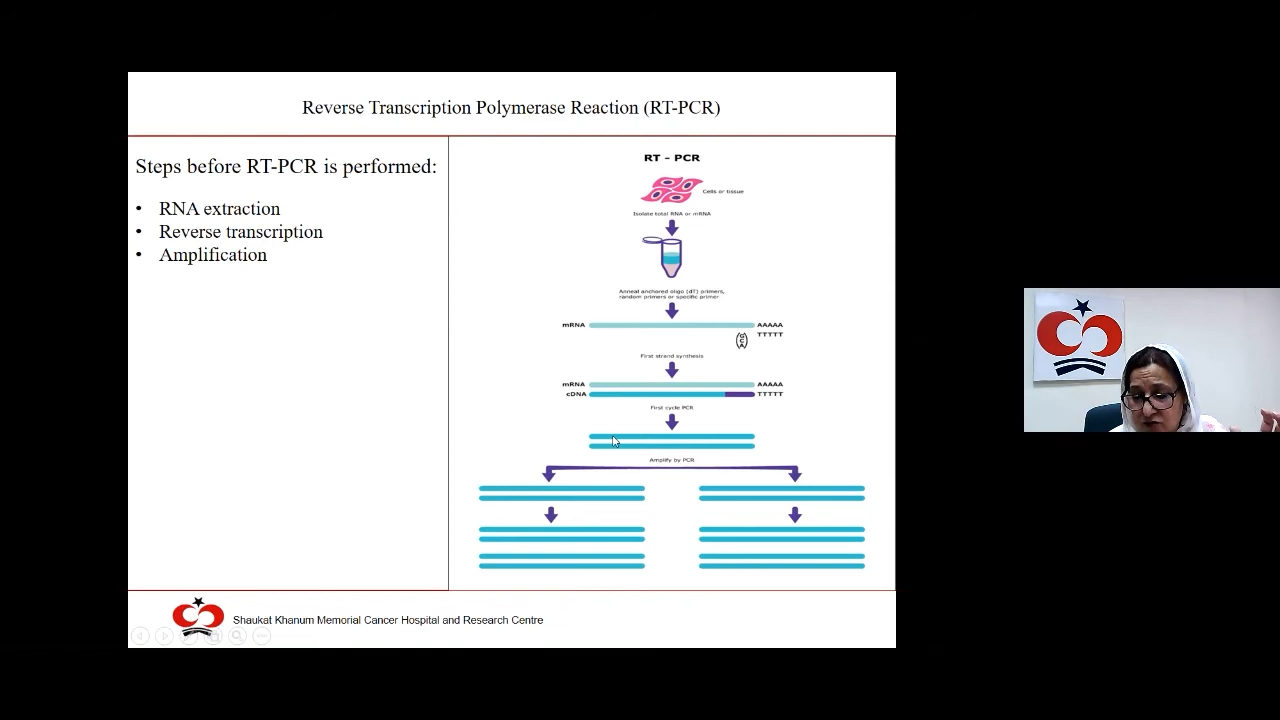 Reverse Transcription Polymerase Reaction (RT-PCR)
Steps before RT-PCR is performed:
• RNA extraction
• Reverse transcription
• Amplification
RT - PCR
Cells or tissue
Isolate total RNA or mRNA
Anneal anchored oligo (dT) primers,
random primers or specific primer
mRNA AAAAA
TTTTT
First strand synthesis
mRNA AAAAA
cDNA TTTTT
First cycle PCR
Amplify by PCR
Shaukat Khanum Memorial Cancer Hospital and Research Centre